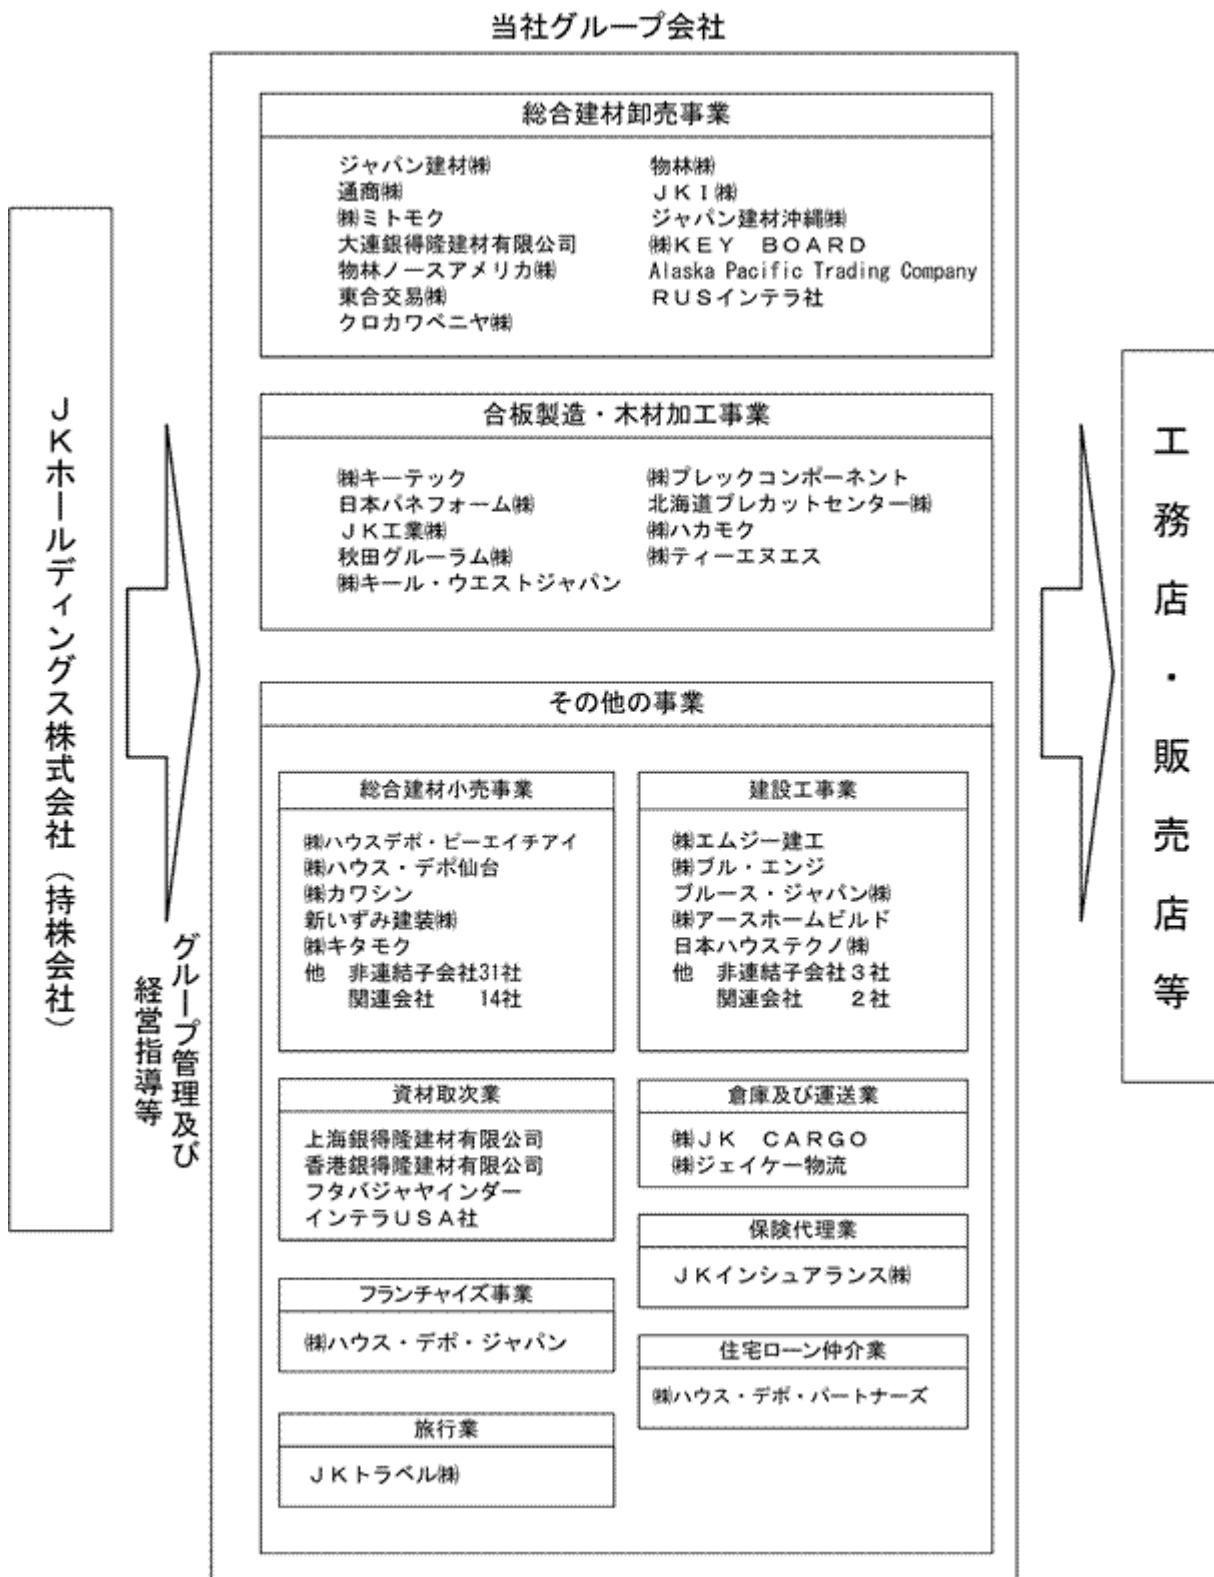 当社グループ会社
JKホールディングス株式会社（持株会社）
グループ管理及び
経営指導等
総合建材卸売事業
ジャパン建材㈱
通商㈱
㈱ミトモク
大連銀得隆建材有限公司
物林ノースアメリカ㈱
東合交易㈱
クロカワベニヤ㈱
物林㈱
ＪＫＩ㈱
ジャパン建材沖縄㈱
㈱ＫＥＹ　ＢＯＡＲＤ
Alaska Pacific Trading Company
ＲＵＳインテラ社
合板製造・木材加工事業
㈱キーテック
日本パネフォーム㈱
ＪＫ工業㈱
秋田グルーラム㈱
㈱キール・ウエストジャパン
㈱ブレックコンポーネント
北海道プレカットセンター㈱
㈱ハカモク
㈱ティーエヌエス
その他の事業
総合建材小売事業
㈱ハウスデポ・ピーエイチアイ
㈱ハウス・デポ仙台
㈱カワシン
新いずみ建装㈱
㈱キタモク
他　非連結子会社31社
関連会社　14社
建設工事業
㈱エムジー建工
㈱ブル・エンジ
ブルース・ジャパン㈱
㈱アースホームビルド
日本ハウステクノ㈱
他　非連結子会社３社
関連会社　２社
資材取次業
上海銀得隆建材有限公司
香港銀得隆建材有限公司
フタバジャヤインダー
インテラＵＳＡ社
倉庫及び運送業
㈱ＪＫ　ＣＡＲＧＯ
㈱ジェイケー物流
保険代理業
ＪＫインシュアランス㈱
フランチャイズ事業
㈱ハウス・デポ・ジャパン
住宅ローン仲介業
㈱ハウス・デポ・パートナーズ
旅行業
ＪＫトラベル㈱
工務店・販売店等